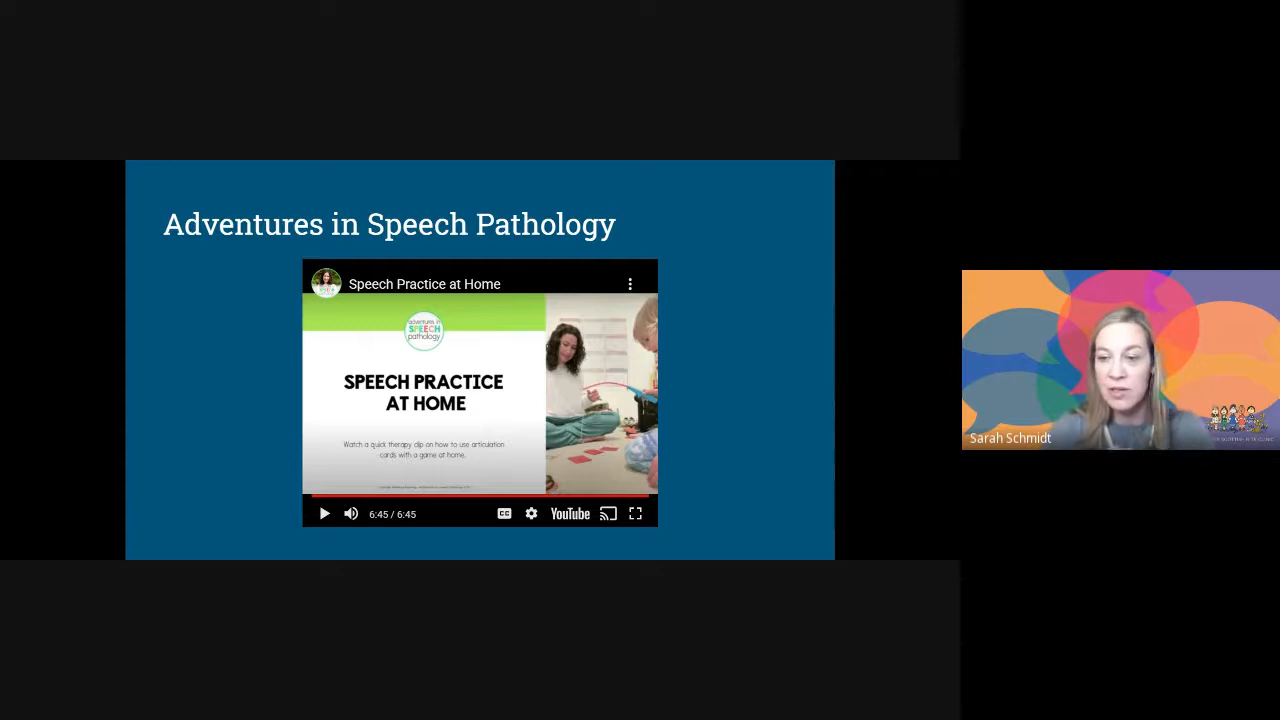 Adventures in Speech Pathology
Speech Practice at Home
adventures in
SPEECH
pathology
SPEECH PRACTICE
AT HOME
Watch a quick therapy clip on how to use articulation
cards with a game at home.
6:45 / 6:45
CC
YouTube
Sarah Schmidt